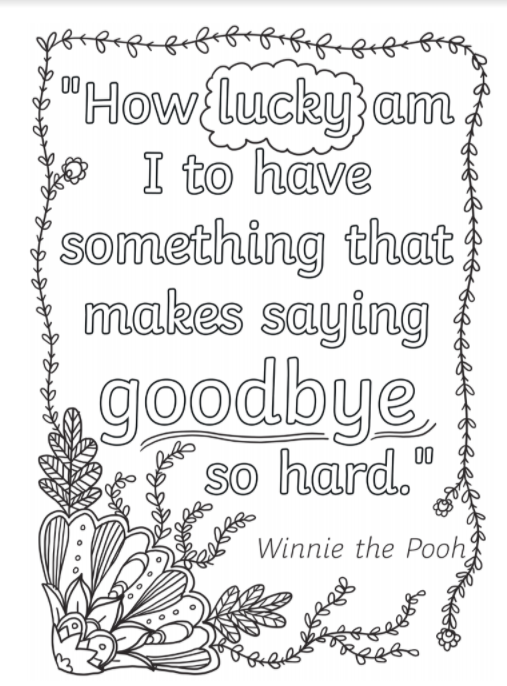 "How lucky am
I to have
something that
makes saying
goodbye
so hard."
Winnie the Pooh